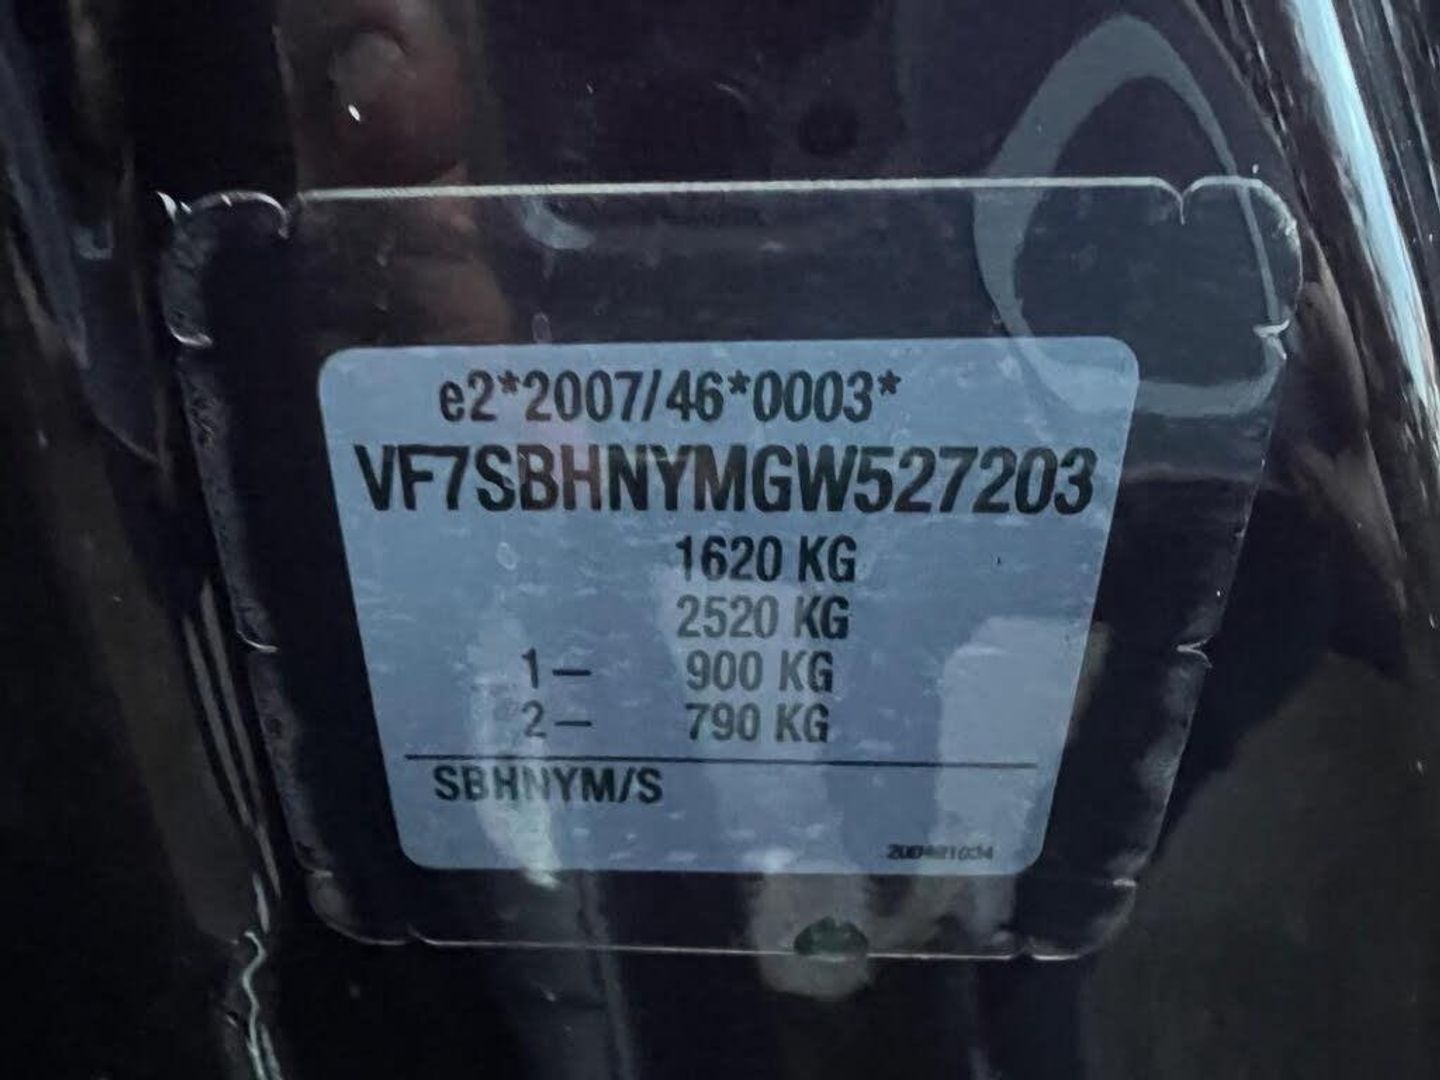 e2*2007/46*0003*
VF7SBHNYMGW527203
1620 KG
2520 KG
1– 900 KG
2– 790 KG
SBHNYM/S